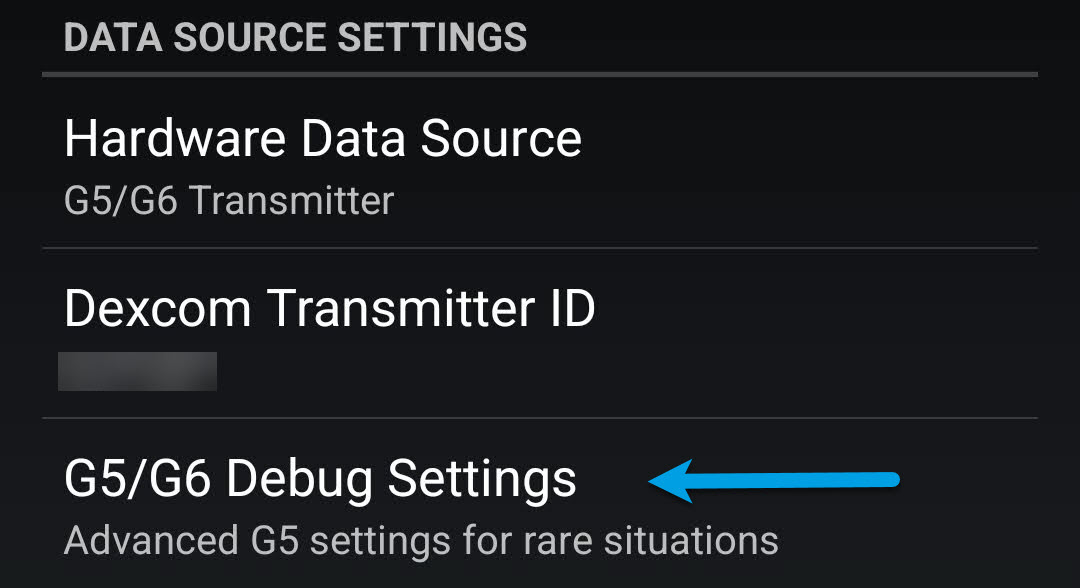 DATA SOURCE SETTINGS
Hardware Data Source
G5/G6 Transmitter
Dexcom Transmitter ID
G5/G6 Debug Settings
Advanced G5 settings for rare situations